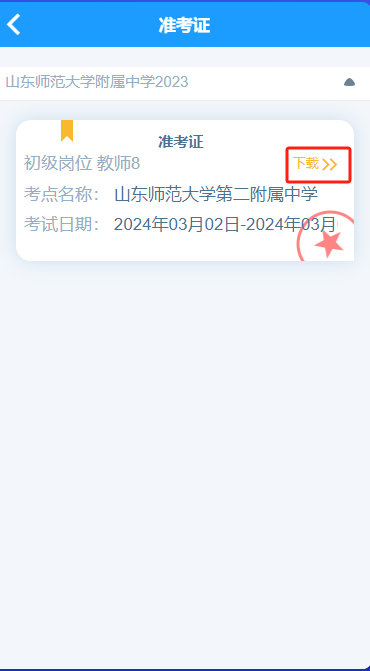 准考证
山东师范大学附属中学2023
准考证
初级岗位 教师8
下载
考点名称： 山东师范大学第二附属中学
考试日期： 2024年03月02日-2024年03月